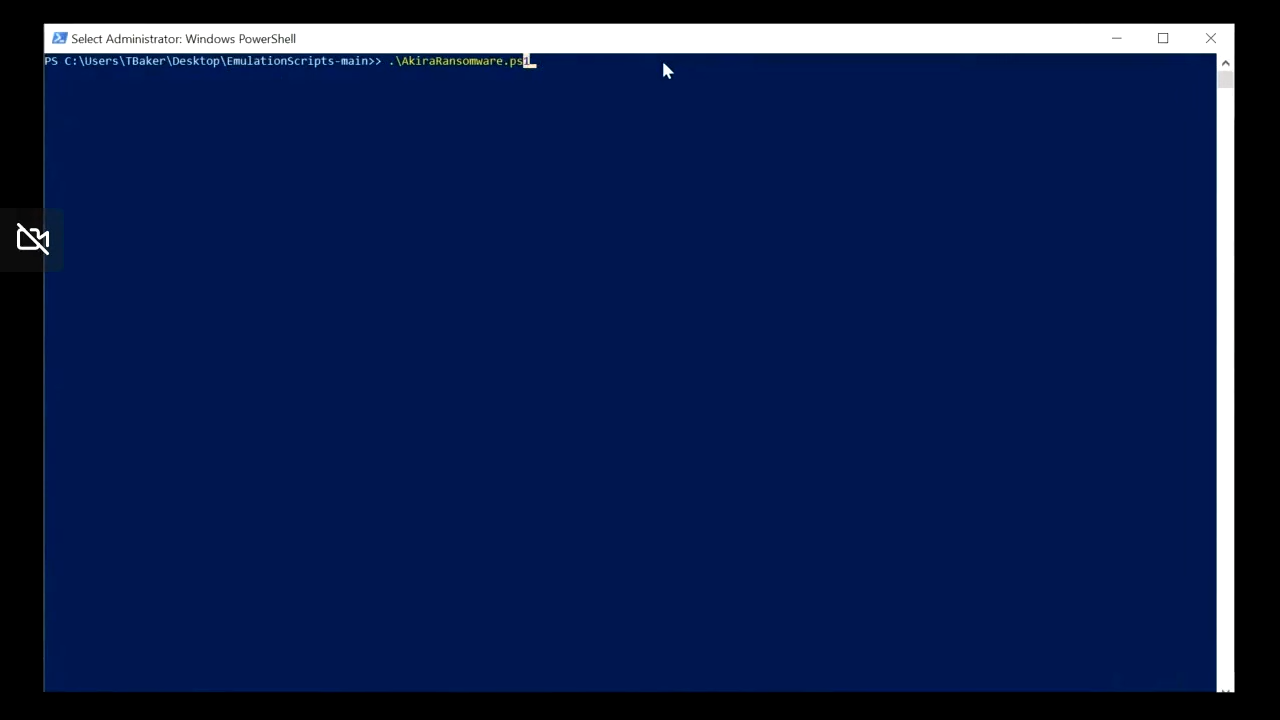 Select Administrator: Windows PowerShell
PS C:\Users\TBaker\Desktop\EmulationScripts-main>> .\AkiraRansomware.ps1